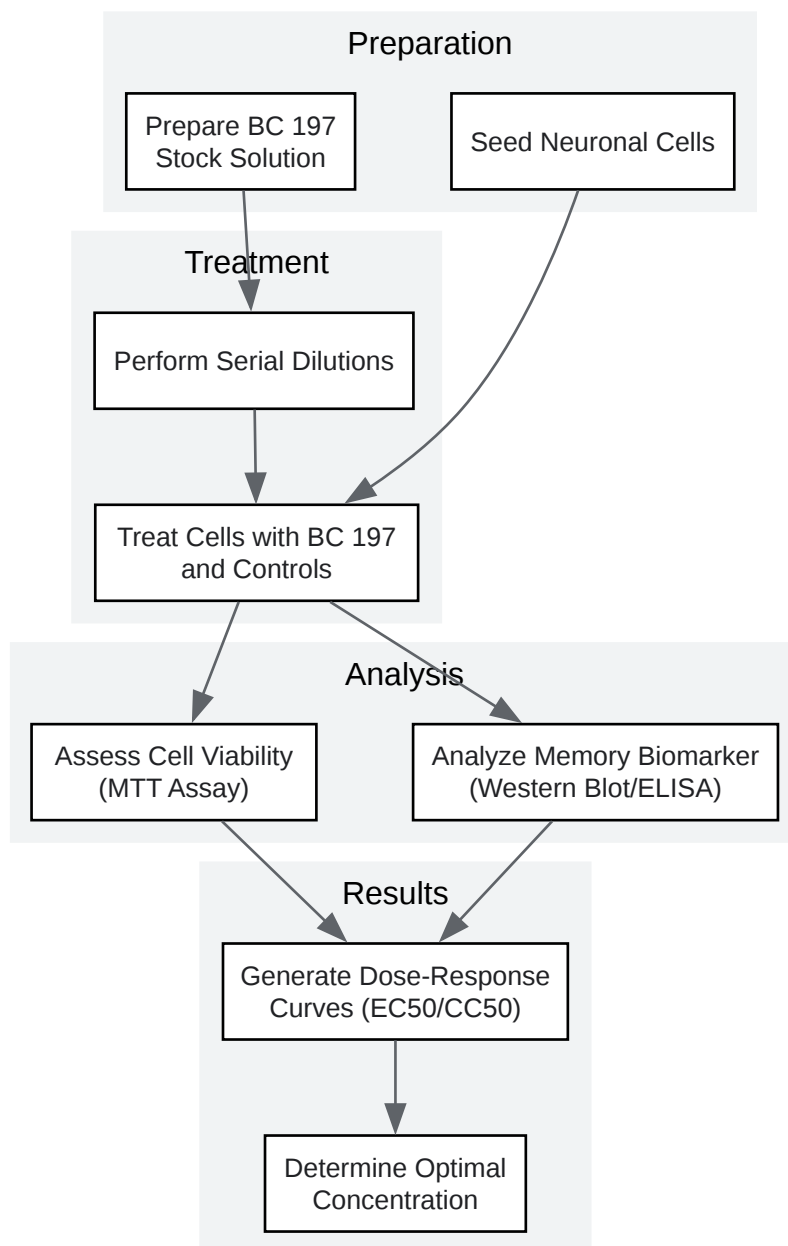 Preparation
Prepare BC 197
Stock Solution
Seed Neuronal Cells
Treatment
Perform Serial Dilutions
Treat Cells with BC 197
and Controls
Analysis
Assess Cell Viability
(MTT Assay)
Analyze Memory Biomarker
(Western Blot/ELISA)
Results
Generate Dose-Response
Curves (EC50/CC50)
Determine Optimal
Concentration